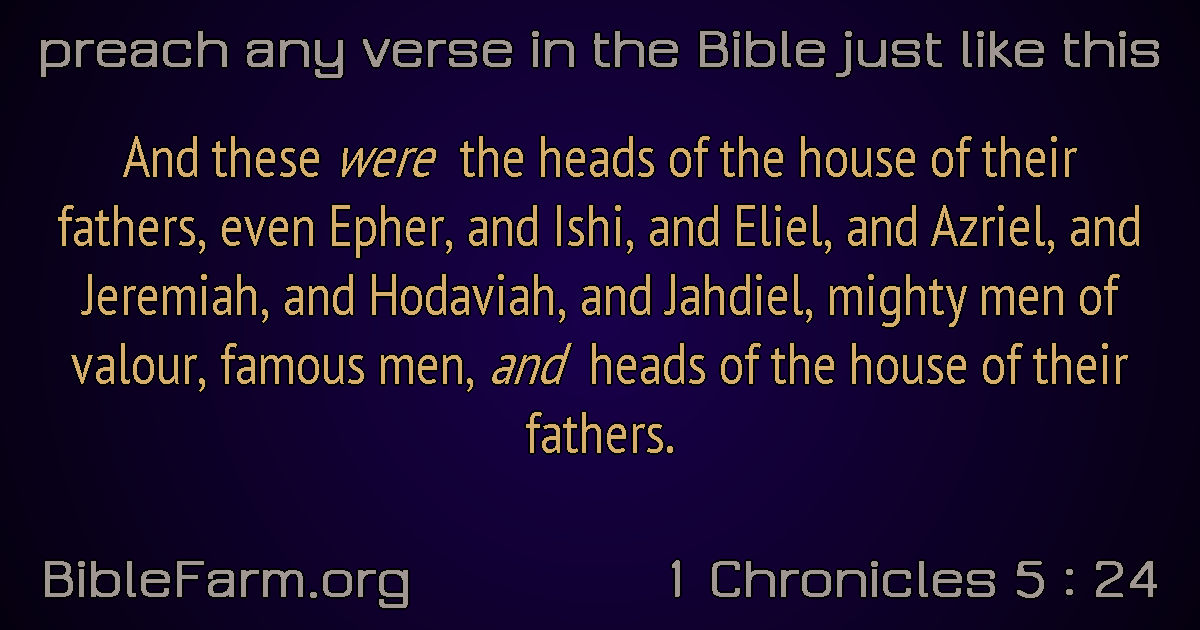 preach any verse in the Bible just like this
And these were the heads of the house of their
fathers, even Epher, and Ishi, and Eliel, and Azriel, and
Jeremiah, and Hodaviah, and Jahdiel, mighty men of
valour, famous men, and heads of the house of their
fathers.
BibleFarm.org
1 Chronicles 5 : 24